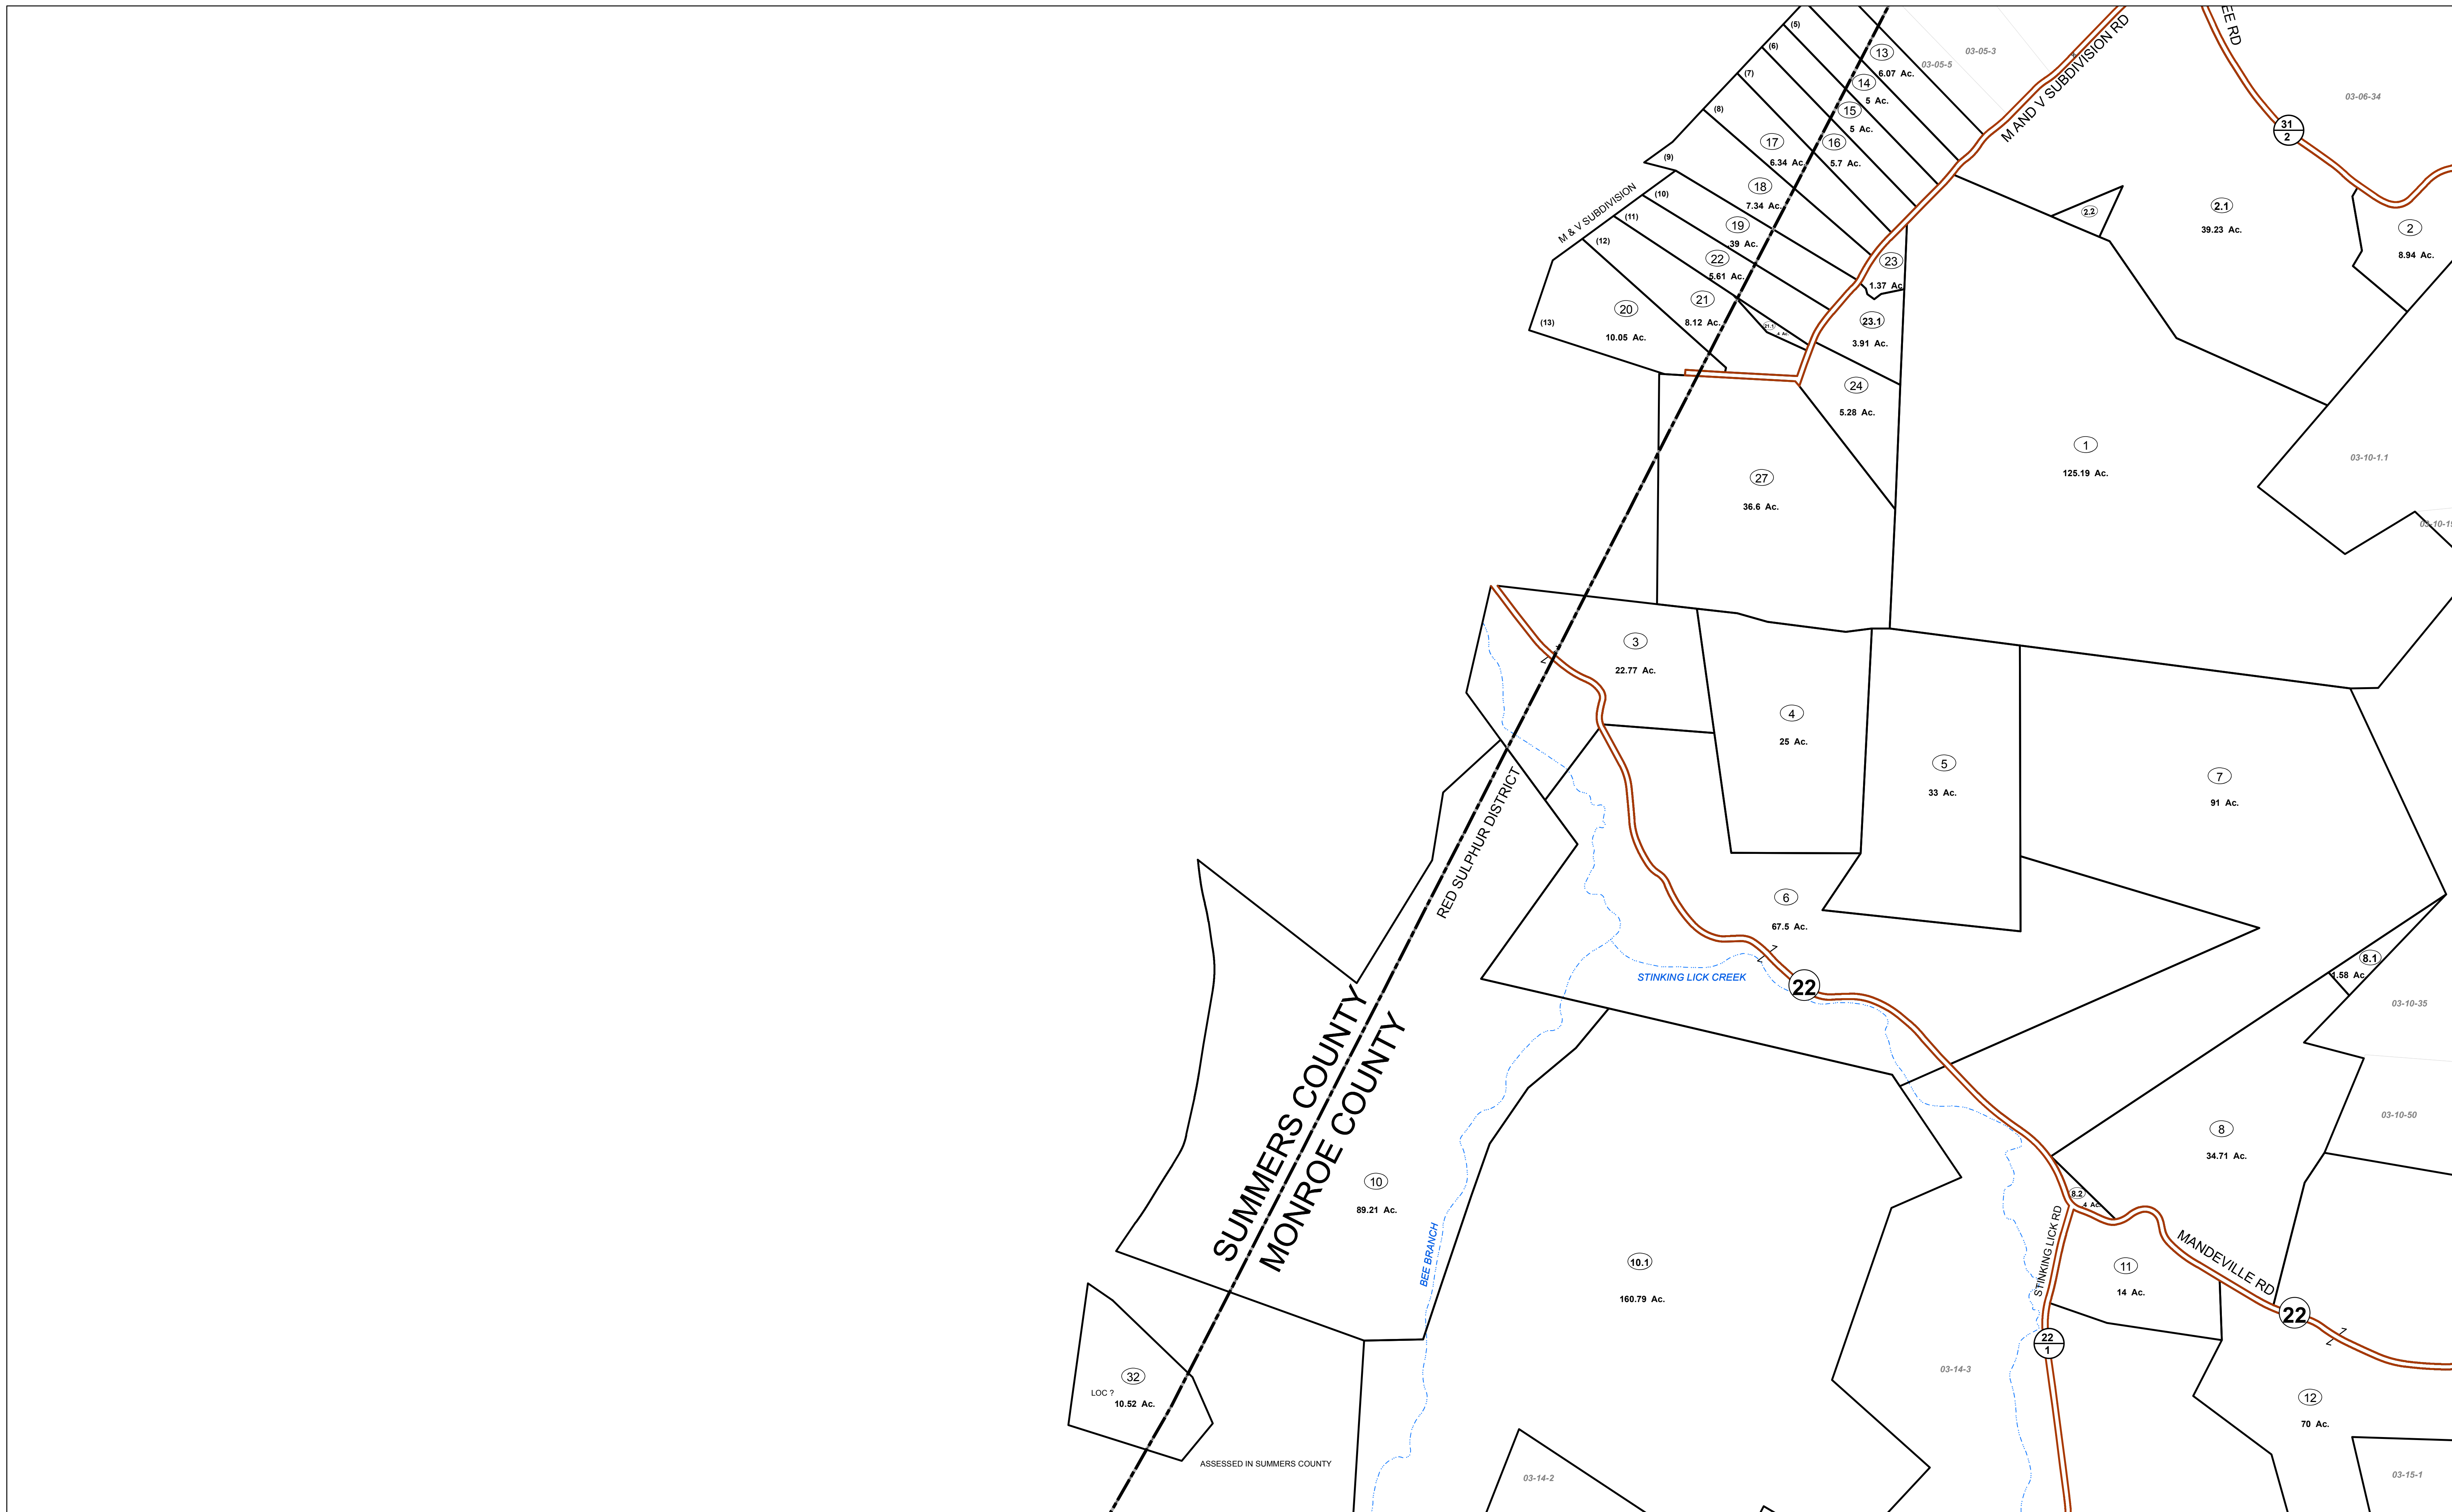 (5)
(6)
(7)
(8)
(9)
(10)
(11)
(12)
(13)
M & V SUBDIVISION
13
6.07 Ac.
14
5 Ac.
15
5 Ac.
16
5.7 Ac.
17
6.34 Ac.
18
7.34 Ac.
19
.39 Ac.
22
5.61 Ac.
21
8.12 Ac.
21.1
20
10.05 Ac.
23
1.37 Ac
23.1
3.91 Ac.
24
5.28 Ac.
27
36.6 Ac.
03-05-3
03-05-5
M AND V SUBDIVISION RD
EE RD
03-06-34
31
2
2.2
2.1
39.23 Ac.
2
8.94 Ac.
1
125.19 Ac.
03-10-1.1
3
22.77 Ac.
4
25 Ac.
5
33 Ac.
7
91 Ac.
6
67.5 Ac.
RED SULPHUR DISTRICT
STINKING LICK CREEK
22
8.1
1.58 Ac.
03-10-35
03-10-50
8
34.71 Ac.
8.2
.4 Ac.
SUMMERS COUNTY
MONROE COUNTY
10
89.21 Ac.
BEE BRANCH
10.1
160.79 Ac.
STINKING LICK RD
MANDEVILLE RD
11
14 Ac.
22
22
1
32
LOC ?
10.52 Ac.
ASSESSED IN SUMMERS COUNTY
03-14-3
03-14-2
12
70 Ac.
03-15-1